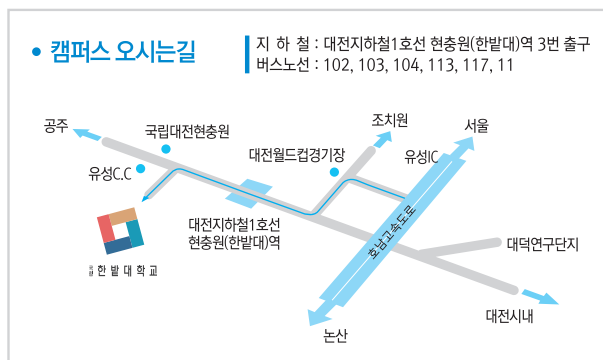 • 캠퍼스 오시는길
지 하 철 : 대전지하철1호선 현충원(한밭대)역 3번 출구
버스노선 : 102, 103, 104, 113, 117, 11
공주
국립대전현충원
조치원
서울
대전월드컵경기장
유성IC
유성C.C
대전지하철1호선
현충원(한밭대)역
호남고속도로
대덕연구단지
한밭대학교
대전시내
논산